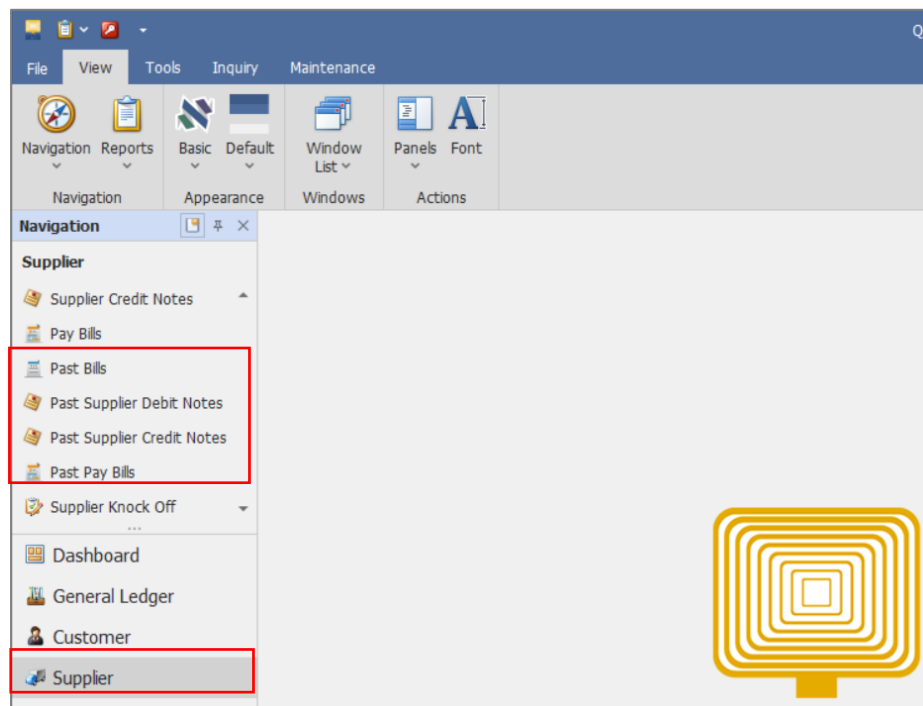 Q
File View Tools Inquiry Maintenance
Navigation Reports Basic Default Window List Panels Font
Navigation Appearance Windows Actions
Navigation
Supplier
Supplier Credit Notes
Pay Bills
Past Bills
Past Supplier Debit Notes
Past Supplier Credit Notes
Past Pay Bills
Supplier Knock Off
Dashboard
General Ledger
Customer
Supplier